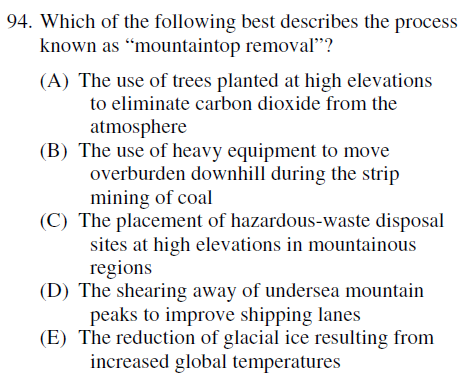 94. Which of the following best describes the process
known as “mountaintop removal”?
(A) The use of trees planted at high elevations
to eliminate carbon dioxide from the
atmosphere
(B) The use of heavy equipment to move
overburden downhill during the strip
mining of coal
(C) The placement of hazardous-waste disposal
sites at high elevations in mountainous
regions
(D) The shearing away of undersea mountain
peaks to improve shipping lanes
(E) The reduction of glacial ice resulting from
increased global temperatures